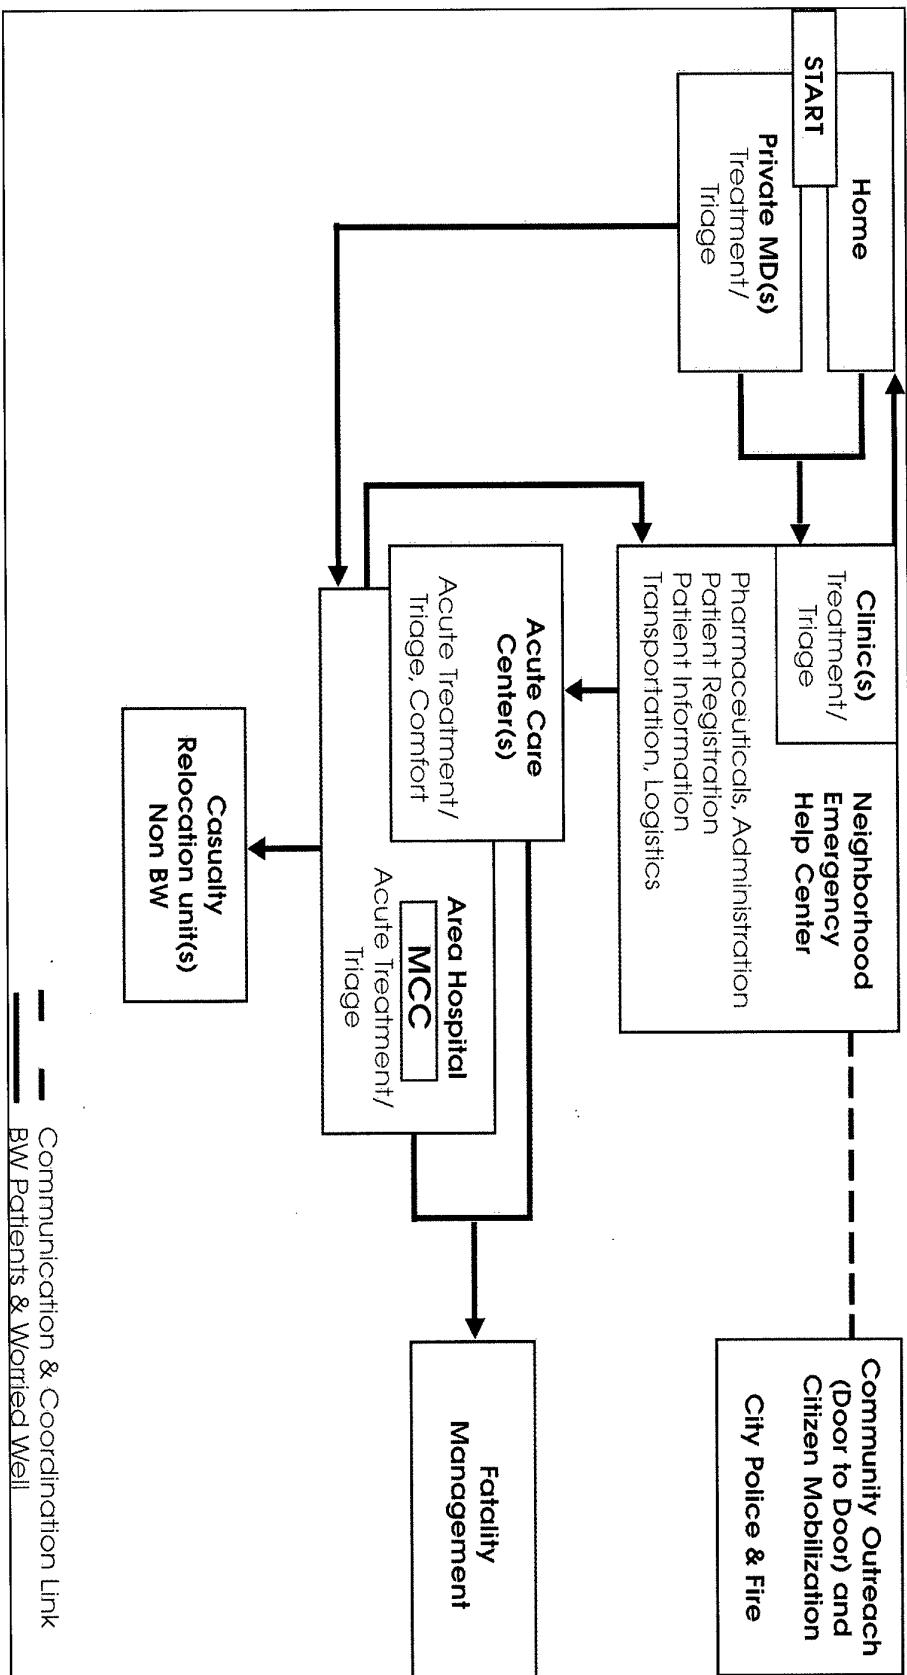 START
Home
Private MD(s)
Treatment/
Triage
Clinic(s)
Treatment/
Triage
Neighborhood
Emergency
Help Center
Pharmaceuticals, Administration
Patient Registration
Patient Information
Transportation, Logistics
Community Outreach
(Door to Door) and
Citizen Mobilization
City Police & Fire
Acute Care
Center(s)
Acute Treatment/
Triage, Comfort
Area Hospital
MCC
Acute Treatment/
Triage
Fatality
Management
Casualty
Relocation unit(s)
Non BW
Communication & Coordination Link
BW Patients & Worried Well